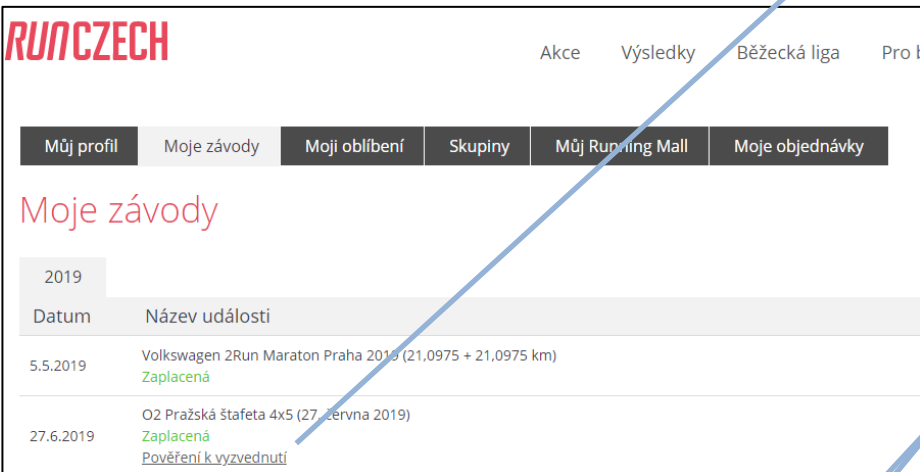 RUNCZECH
Akce Výsledky Běžecká liga Pro
Můj profil Moje závody Moji oblíbení Skupiny Můj Running Mall Moje objednávky
Moje závody
2019
Datum Název události
5.5.2019 Volkswagen 2Run Maraton Praha 2019 (21,0975 + 21,0975 km)
Zaplacená
27.6.2019 O2 Pražská štafeta 4x5 (27. června 2019)
Zaplacená
Pověření k vyzvednutí